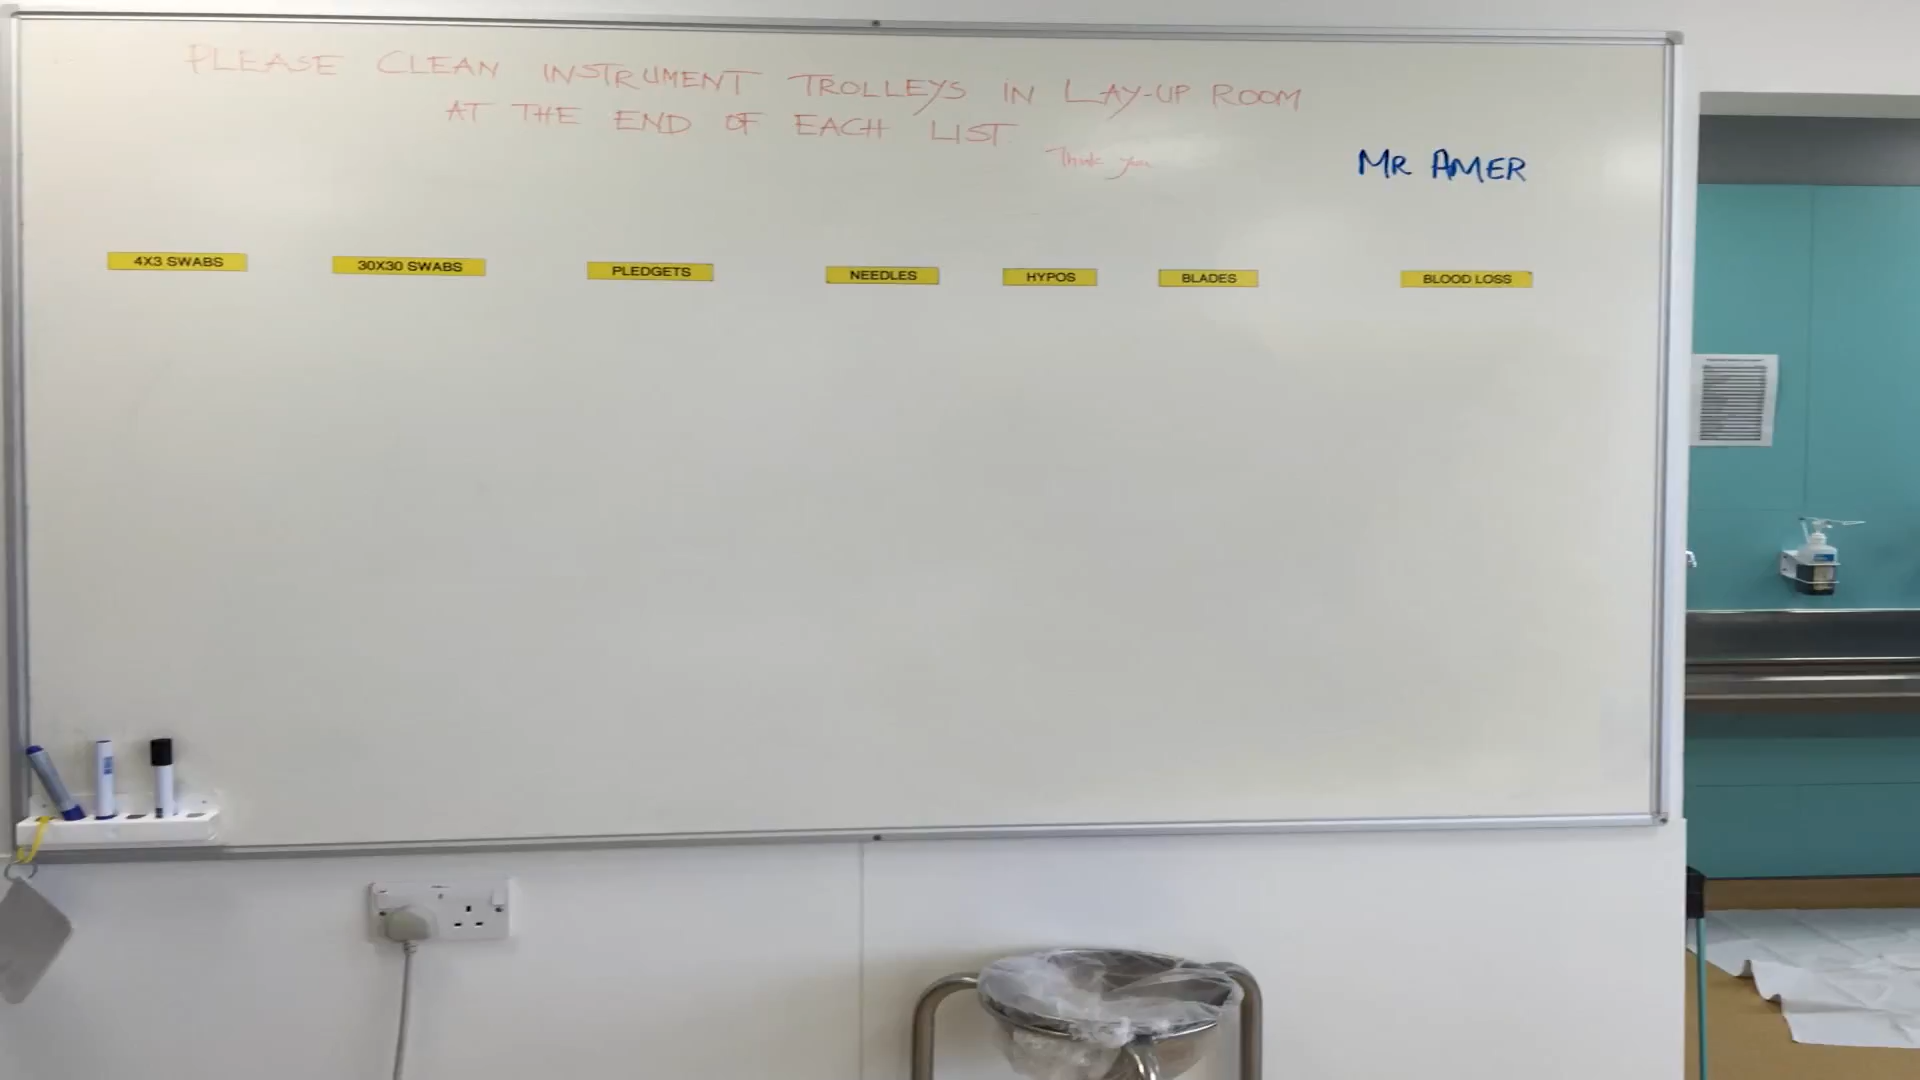 PLEASE CLEAN INSTRUMENT TROLLEYS IN LAY-UP ROOM
AT THE END OF EACH LIST
Thank you
MR AMER
4X3 SWABS
30X30 SWABS
PLEDGETS
NEEDLES
HYPOS
BLADES
BLOOD LOSS